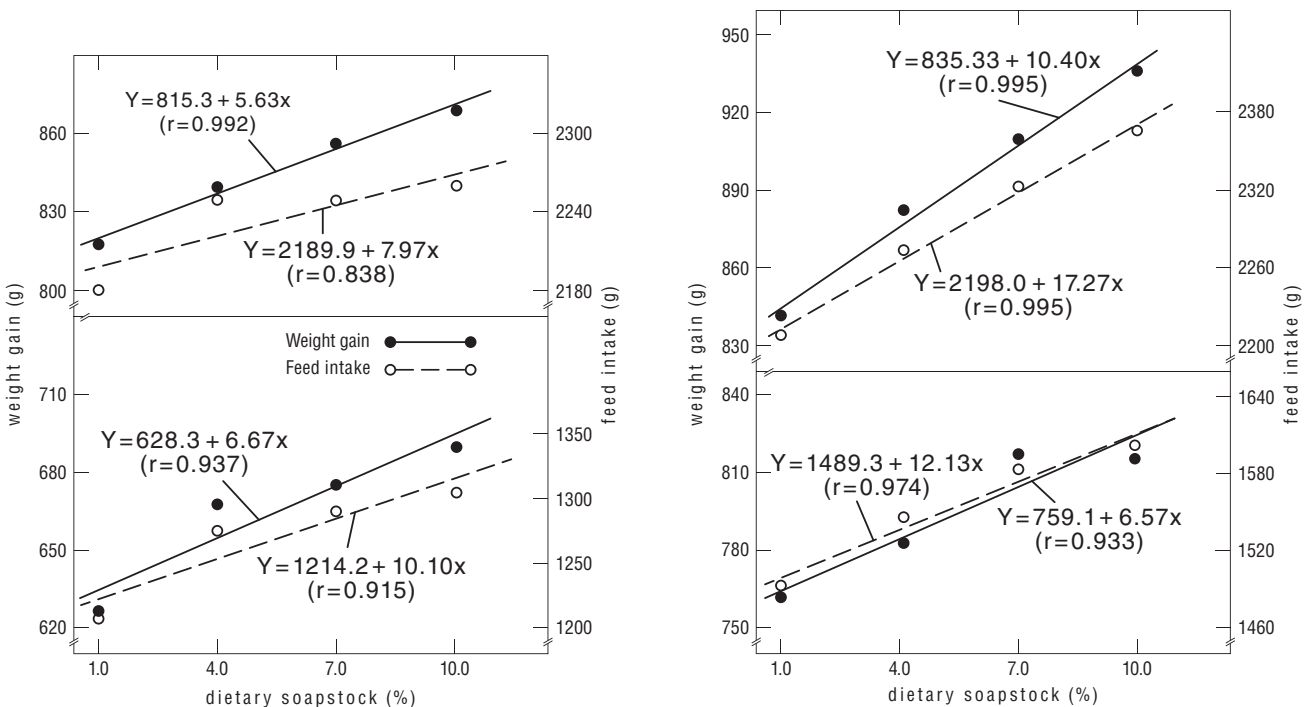 860
830
800
weight gain (g)
710
680
650
620
Y=815.3+5.63x
(r=0.992)
Y=2189.9+7.97x
(r=0.838)
2300
2240
2180
feed intake (g)
Weight gain
Feed intake
Y=628.3+6.67x
(r=0.937)
Y=1214.2+10.10x
(r=0.915)
1350
1300
1250
1200
1.0 4.0 7.0 10.0
dietary soapstock (%)
950
920
890
860
830
weight gain (g)
840
810
780
750
Y=835.33+10.40x
(r=0.995)
Y=2198.0+17.27x
(r=0.995)
2380
2320
2260
2200
feed intake (g)
Y=1489.3+12.13x
(r=0.974)
Y=759.1+6.57x
(r=0.933)
1640
1580
1520
1460
1.0 4.0 7.0 10.0
dietary soapstock (%)